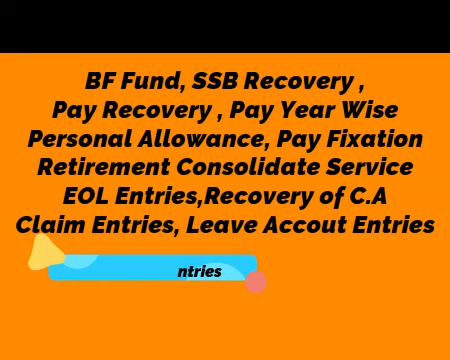 BF Fund, SSB Recovery ,
Pay Recovery , Pay Year Wise
Personal Allowance, Pay Fixation
Retirement Consolidate Service
EOL Entries,Recovery of C.A
Claim Entries, Leave Accout Entries
ntries